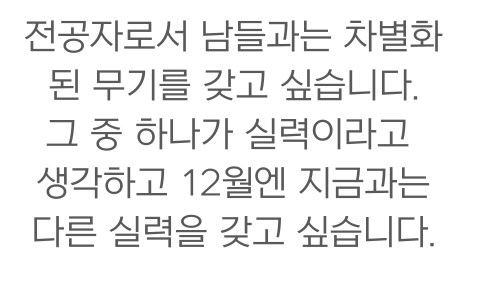 전공자로서 남들과는 차별화
된 무기를 갖고 싶습니다.
그 중 하나가 실력이라고
생각하고 12월엔 지금과는
다른 실력을 갖고 싶습니다.